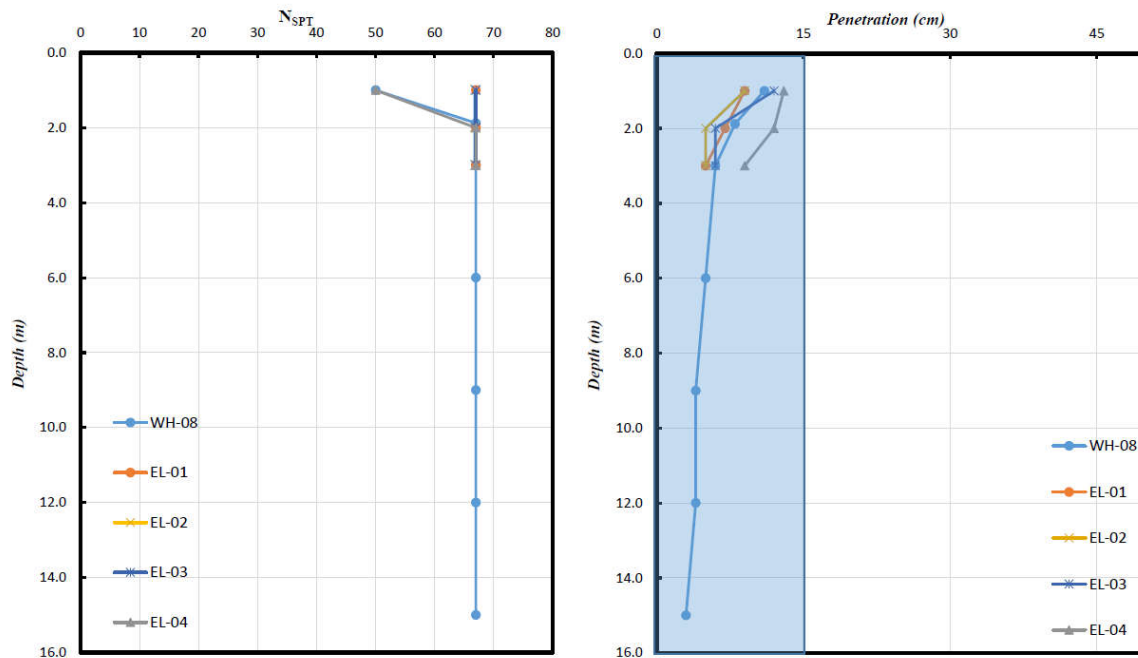 N_SPT
0 10 20 30 40 50 60 70 80
0.0
2.0
4.0
6.0
8.0
10.0
12.0
14.0
16.0
Depth (m)
WH-08
EL-01
EL-02
EL-03
EL-04
Penetration (cm)
0 15 30 45
0.0
2.0
4.0
6.0
8.0
10.0
12.0
14.0
16.0
Depth (m)
WH-08
EL-01
EL-02
EL-03
EL-04